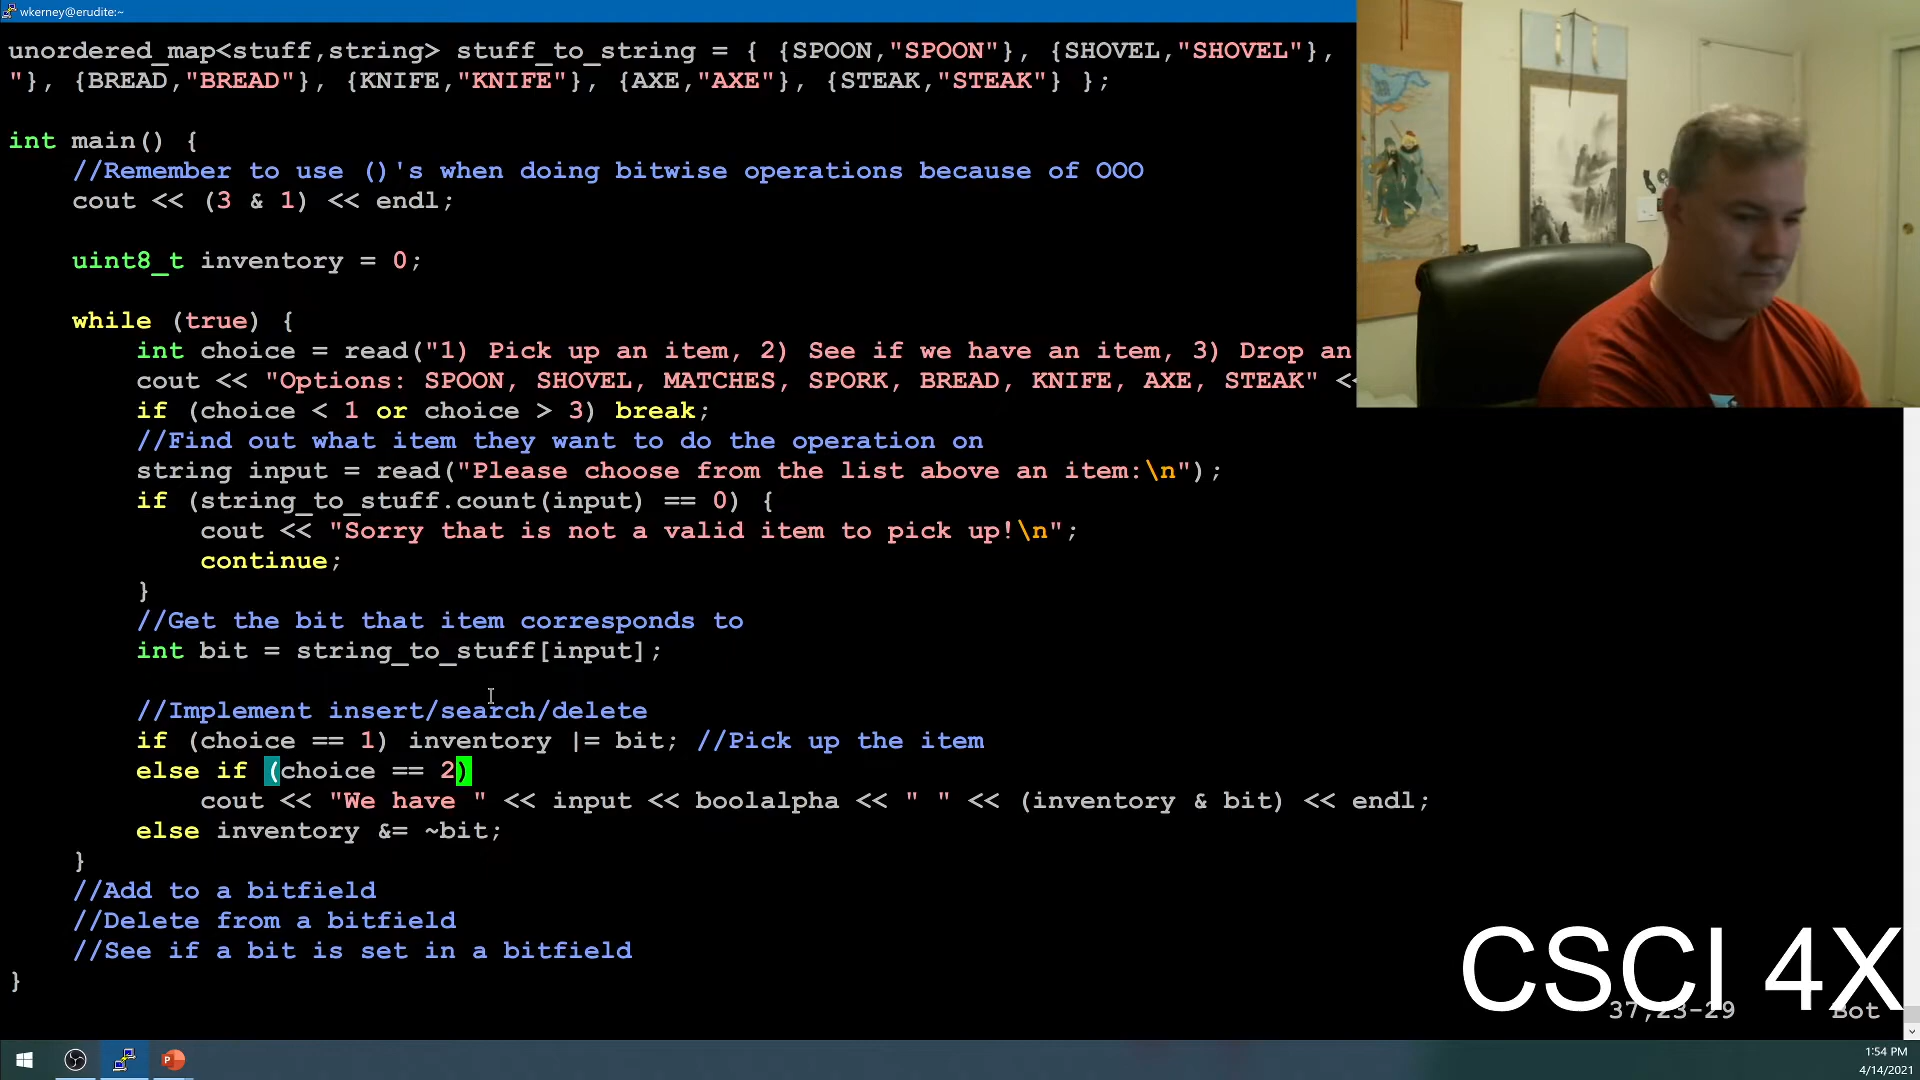 wkerney@erudite:~
unordered_map<stuff,string> stuff_to_string = { {SPOON,"SPOON"}, {SHOVEL,"SHOVEL"},
"}, {BREAD,"BREAD"}, {KNIFE,"KNIFE"}, {AXE,"AXE"}, {STEAK,"STEAK"} };
int main() {
//Remember to use ()'s when doing bitwise operations because of OOO
cout << (3 & 1) << endl;
uint8_t inventory = 0;
while (true) {
int choice = read("1) Pick up an item, 2) See if we have an item, 3) Drop an
cout << "Options: SPOON, SHOVEL, MATCHES, SPORK, BREAD, KNIFE, AXE, STEAK" <<
if (choice < 1 or choice > 3) break;
//Find out what item they want to do the operation on
string input = read("Please choose from the list above an item:\n");
if (string_to_stuff.count(input) == 0) {
cout << "Sorry that is not a valid item to pick up!\n";
continue;
}
//Get the bit that item corresponds to
int bit = string_to_stuff[input];
//Implement insert/search/delete
if (choice == 1) inventory |= bit; //Pick up the item
else if (choice == 2)
cout << "We have " << input << boolalpha << " " << (inventory & bit) << endl;
else inventory &= ~bit;
}
//Add to a bitfield
//Delete from a bitfield
//See if a bit is set in a bitfield
}
CSCI 4X
37,23-29 Bot
1:54 PM
4/14/2021